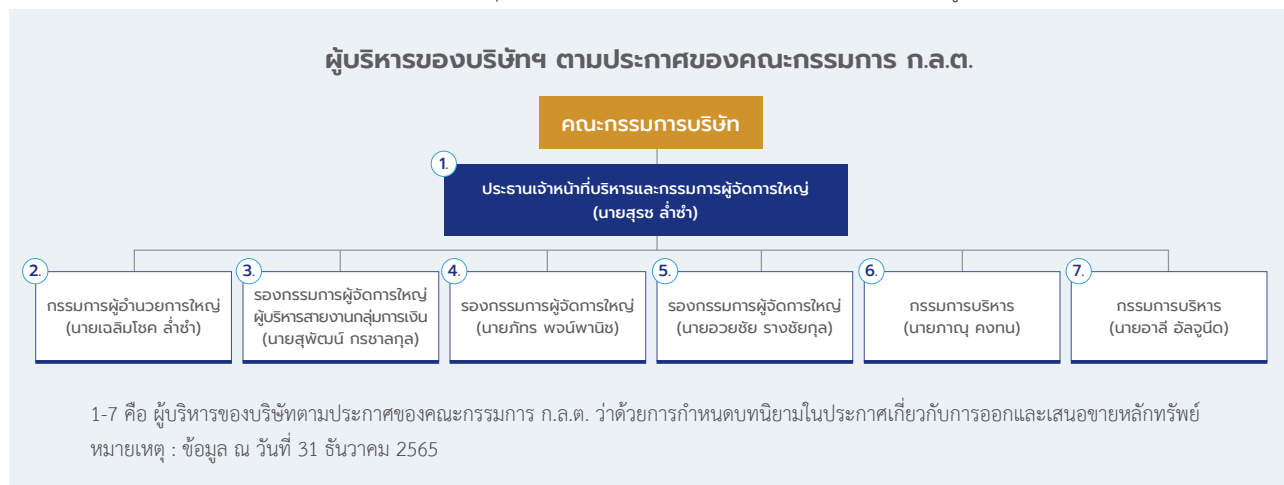 ผู้บริหารของบริษัทฯ ตามประกาศของคณะกรรมการ ก.ล.ต.
คณะกรรมการบริษัท
1.
ประธานเจ้าหน้าที่บริหารและกรรมการผู้จัดการใหญ่
(นายสุรช ล่ำซำ)
2.
กรรมการผู้อำนวยการใหญ่
(นายเฉลิมโชค ล่ำซำ)
3.
รองกรรมการผู้จัดการใหญ่
ผู้บริหารสายงานกลุ่มการเงิน
(นายสุพัฒน์ กรชาลกุล)
4.
รองกรรมการผู้จัดการใหญ่
(นายภัทร พจน์พานิช)
5.
รองกรรมการผู้จัดการใหญ่
(นายอวยชัย รางชัยกุล)
6.
กรรมการบริหาร
(นายภาณุ คงทน)
7.
กรรมการบริหาร
(นายอาลี อัลจูนีด)
1-7 คือ ผู้บริหารของบริษัทตามประกาศของคณะกรรมการ ก.ล.ต. ว่าด้วยการกำหนดบทนิยามในประกาศเกี่ยวกับการออกและเสนอขายหลักทรัพย์
หมายเหตุ : ข้อมูล ณ วันที่ 31 ธันวาคม 2565